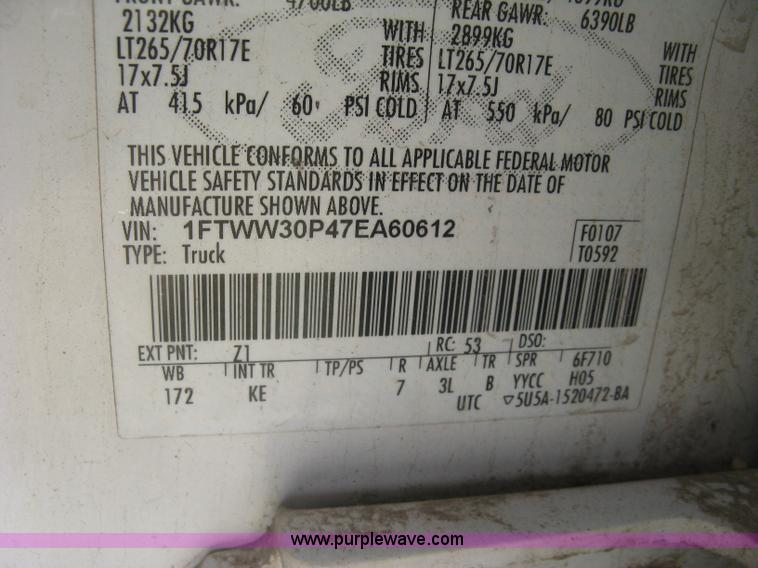 FRONT GAWR: 4700LB
2132KG WITH
LT265/70R17E TIRES
17x7.5J RIMS
AT 415 kPa/ 60 PSI COLD
REAR GAWR: 6390LB
2899KG WITH
LT265/70R17E TIRES
17x7.5J RIMS
AT 550 kPa/ 80 PSI COLD
THIS VEHICLE CONFORMS TO ALL APPLICABLE FEDERAL MOTOR
VEHICLE SAFETY STANDARDS IN EFFECT ON THE DATE OF
MANUFACTURE SHOWN ABOVE.
VIN: 1FTWW30P47EA60612 F0107
TYPE: Truck T0592
EXT PNT: Z1 RC: 53 DSO:
WB INT TR TP/PS R AXLE TR SPR 6F710
172 KE 7 3L B YYCC H05
UTC ▽5U5A-1520472-BA
www.purplewave.com